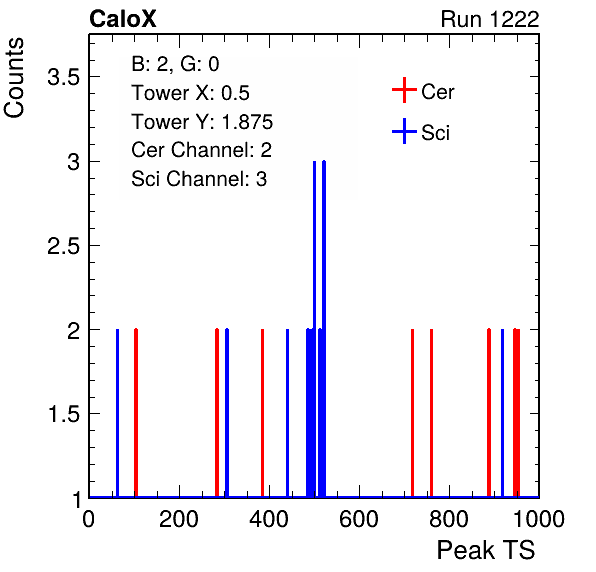 CaloX
Run 1222
Counts
B: 2, G: 0
Tower X: 0.5
Tower Y: 1.875
Cer Channel: 2
Sci Channel: 3
Cer
Sci
3.5
3
2.5
2
1.5
1
0 200 400 600 800 1000
Peak TS